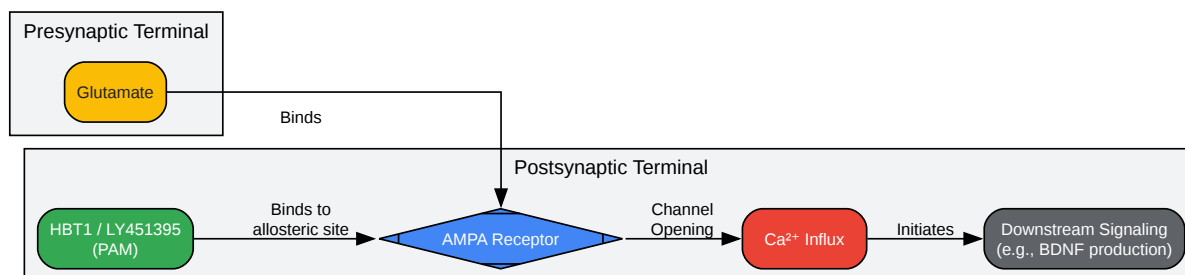 Presynaptic Terminal
Glutamate
Binds
Postsynaptic Terminal
HBT1 / LY451395
(PAM)
Binds to
allosteric site
AMPA Receptor
Channel
Opening
Ca²⁺ Influx
Initiates
Downstream Signaling
(e.g., BDNF production)